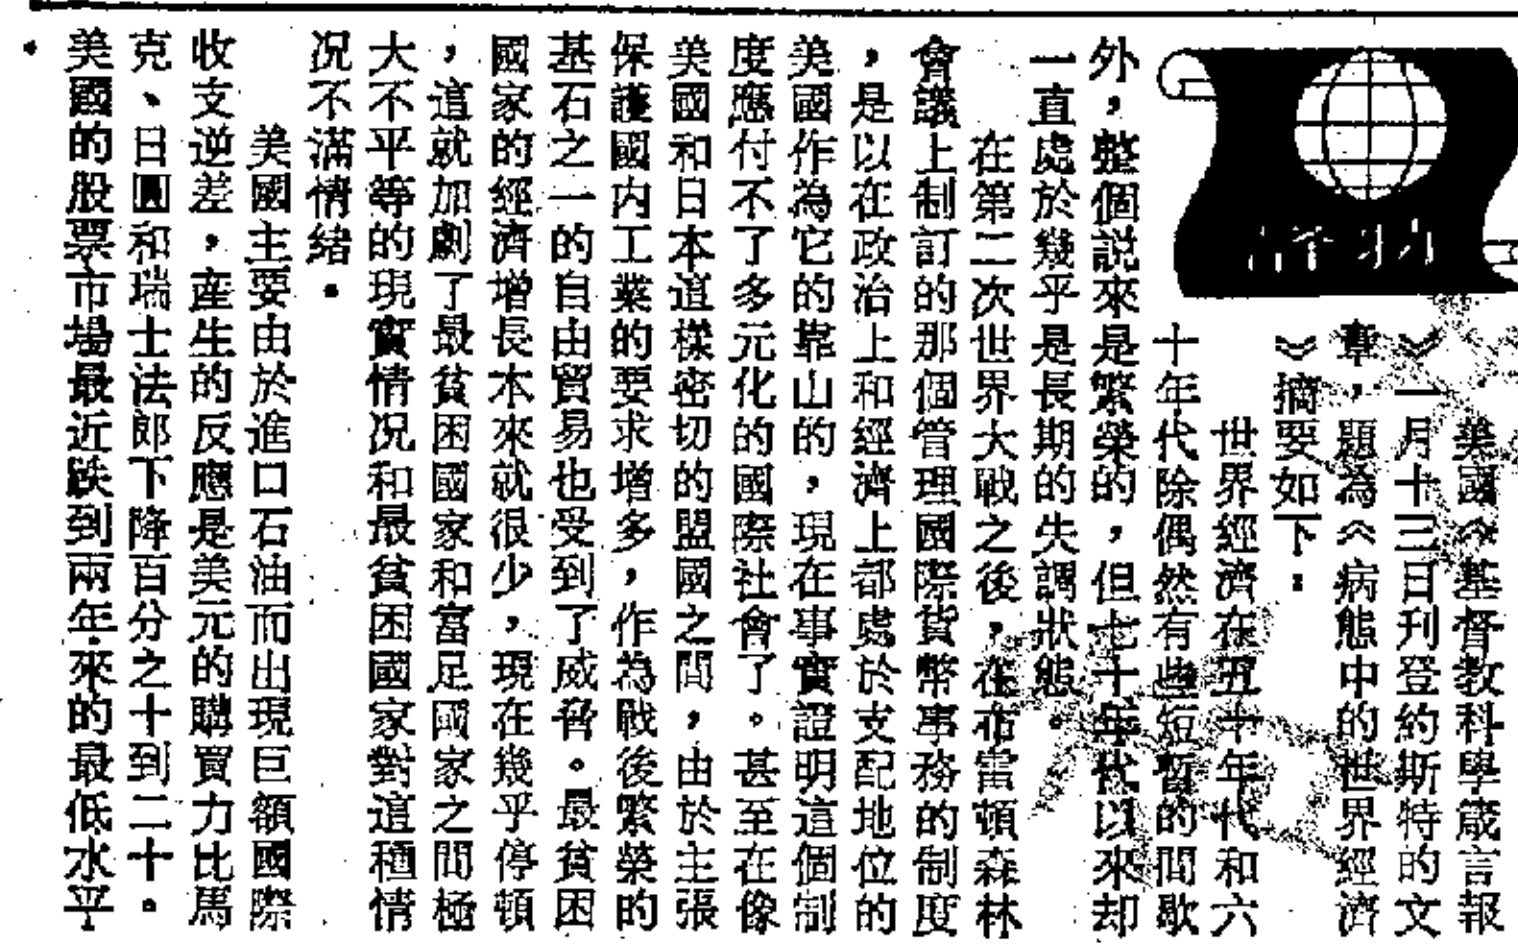 美國《基督教科學箴言報
》一月十三日刊登約斯特的文
章，題為《病態中的世界經濟
》摘要如下：
世界經濟在五十年代和六
十年代除偶然有些短暫的間歇
外，整個説來是繁榮的，但七十年代以來却
一直處於幾乎是長期的失調狀態。
在第二次世界大戰之後，在布雷頓森林
會議上制訂的那個管理國際貨幣事務的制度
，是以在政治上和經濟上都處於支配地位的
美國作為它的靠山的，現在事實證明這個制
度應付不了多元化的國際社會了。甚至在像
美國和日本這樣密切的盟國之間，由於主張
保護國内工業的要求增多，作為戰後繁榮的
基石之一的自由貿易也受到了威脅。最貧困
國家的經濟增長本來就很少，現在幾乎停頓
，這就加劇了最貧困國家和富足國家之間極
大不平等的現實情况和最貧困國家對這種情
况不滿情緒。
美國主要由於進口石油而出現巨額國際
收支逆差，產生的反應是美元的購買力比馬
克、日圓和瑞士法郎下降百分之十到二十。
美國的股票市場最近跌到兩年來的最低水平
。